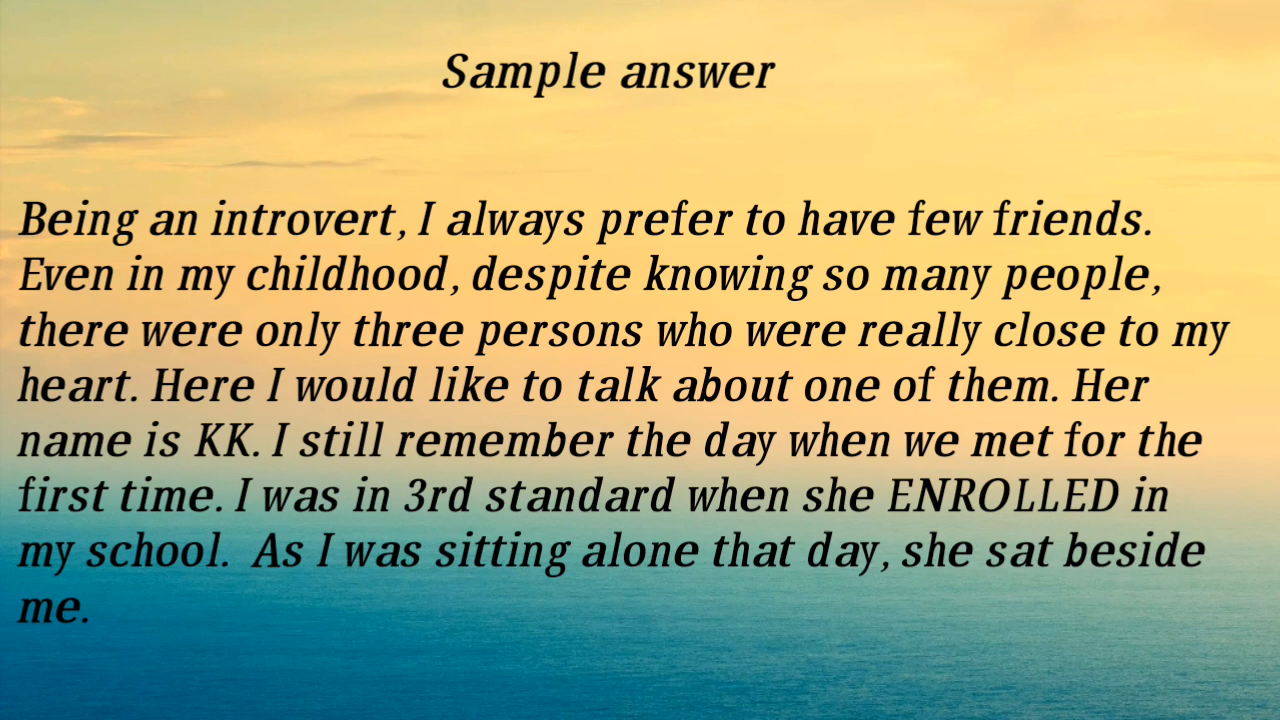 Sample answer
Being an introvert, I always prefer to have few friends.
Even in my childhood, despite knowing so many people,
there were only three persons who were really close to my
heart. Here I would like to talk about one of them. Her
name is KK. I still remember the day when we met for the
first time. I was in 3rd standard when she ENROLLED in
my school.  As I was sitting alone that day, she sat beside
me.